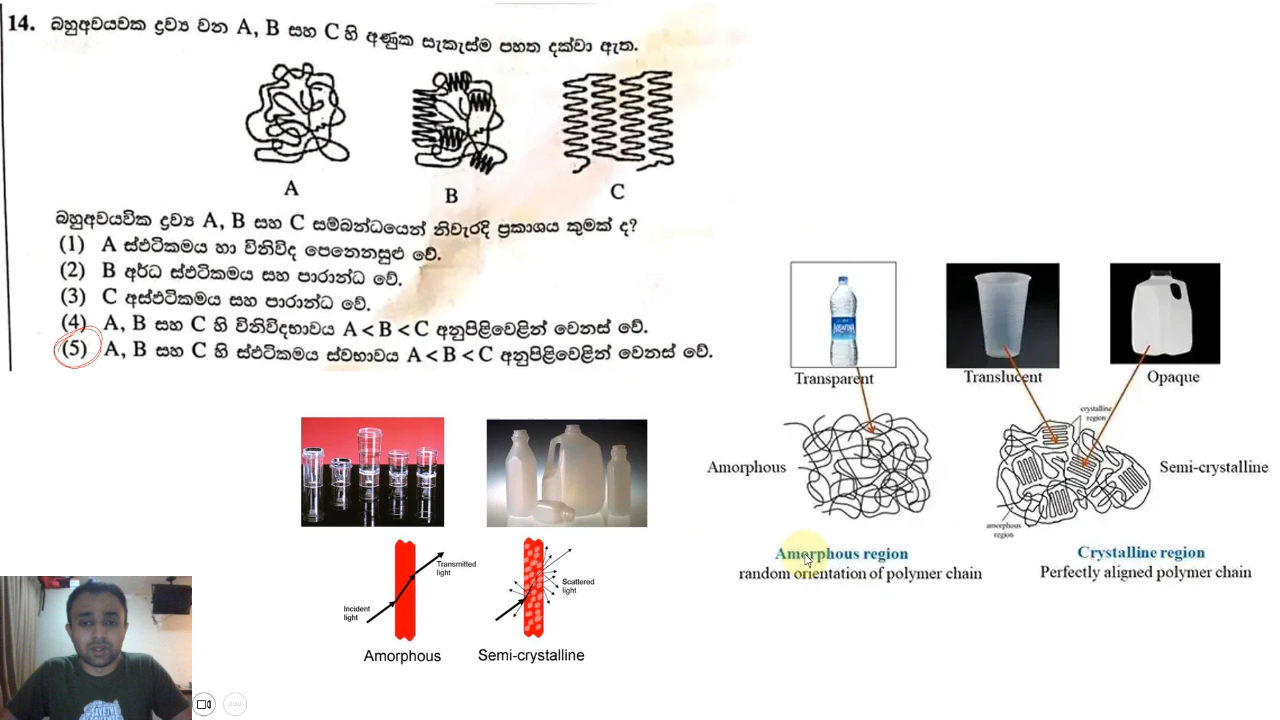 14. බහුඅවයවක ද්‍රව්‍ය වන A, B සහ C හි අණුක සැකැස්ම පහත දක්වා ඇත.
A
B
C
බහුඅවයවික ද්‍රව්‍ය A, B සහ C සම්බන්ධයෙන් නිවැරදි ප්‍රකාශය කුමක් ද?
(1) A ස්ඵටිකමය හා විනිවිද පෙනෙනසුළු වේ.
(2) B අර්ධ ස්ඵටිකමය සහ පාරාන්ධ වේ.
(3) C අස්ඵටිකමය සහ පාරාන්ධ වේ.
(4) A, B සහ C හි විනිවිදභාවය A < B < C අනුපිළිවෙළින් වෙනස් වේ.
(5) A, B සහ C හි ස්ඵටිකමය ස්වභාවය A < B < C අනුපිළිවෙළින් වෙනස් වේ.
Transparent
Translucent
Opaque
crystalline
region
Amorphous
Semi-crystalline
amorphous
region
Amorphous region
random orientation of polymer chain
Crystalline region
Perfectly aligned polymer chain
Transmitted
light
Incident
light
Scattered
light
Amorphous
Semi-crystalline